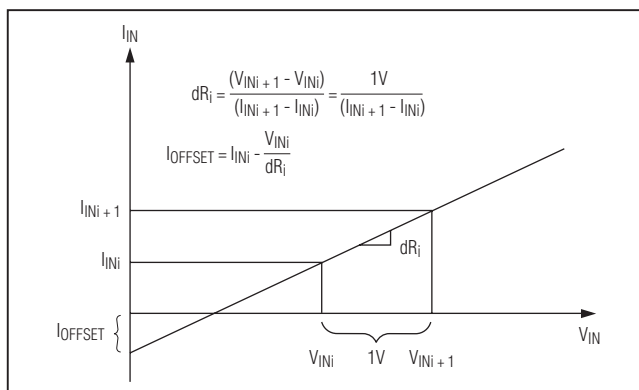 I_IN
dR_i = (V_INi + 1 - V_INi) / (I_INi + 1 - I_INi) = 1V / (I_INi + 1 - I_INi)
I_OFFSET = I_INi - V_INi / dR_i
I_INi + 1
dR_i
I_INi
I_OFFSET
V_IN
V_INi 1V V_INi + 1